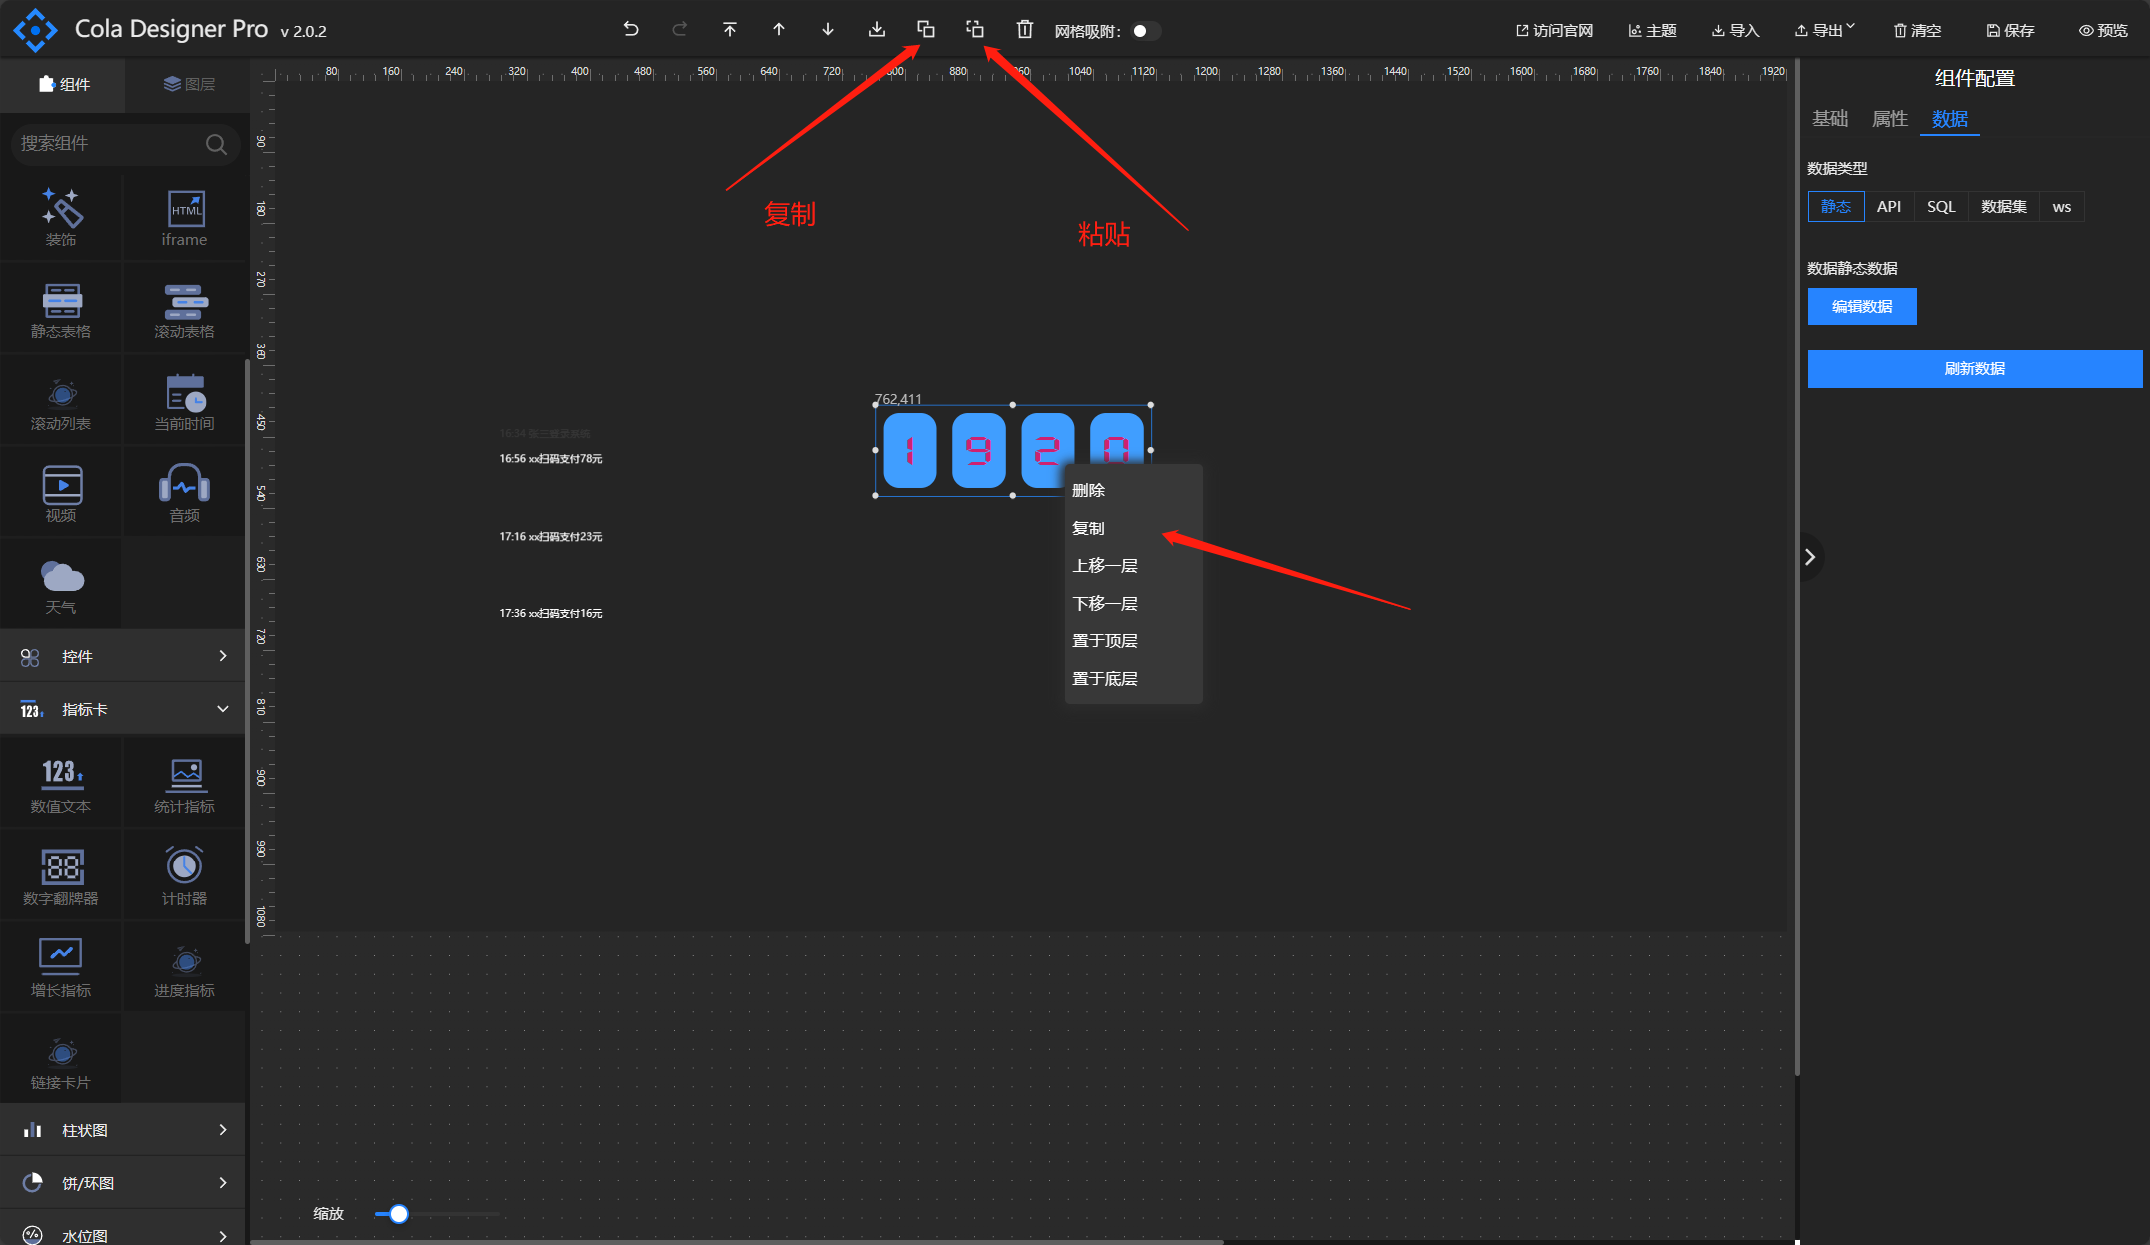 Cola Designer Pro v 2.0.2
网格吸附：
访问官网
主题
导入
导出
清空
保存
预览
组件
图层
搜索组件
装饰
HTML
iframe
静态表格
滚动表格
滚动列表
当前时间
视频
音频
天气
控件
123
指标卡
123
数值文本
统计指标
88
数字翻牌器
计时器
增长指标
进度指标
链接卡片
柱状图
饼/环图
水位图
80 160 240 320 400 480 560 640 720 800 880 960 1040 1120 1200 1280 1360 1440 1520 1600 1680 1760 1840 1920
90
180
270
360
450
540
630
720
810
900
990
1080
复制
粘贴
762,411
1 9 2 0
16:34 张三登录系统
16:56 xx扫码支付78元
17:16 xx扫码支付23元
17:36 xx扫码支付16元
删除
复制
上移一层
下移一层
置于顶层
置于底层
缩放
组件配置
基础
属性
数据
数据类型
静态
API
SQL
数据集
ws
数据静态数据
编辑数据
刷新数据